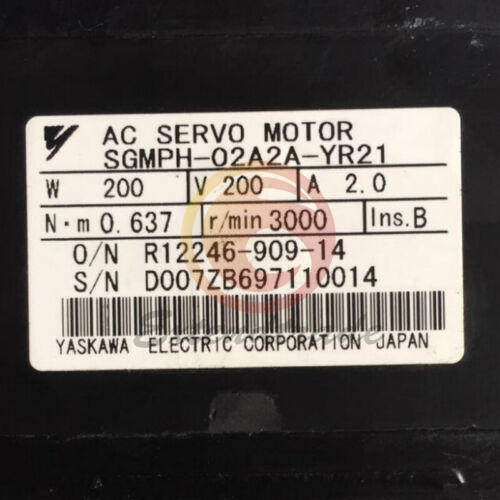 AC SERVO MOTOR
SGMPH-02A2A-YR21
W 200 V 200 A 2.0
N・m 0.637 r/min 3000 Ins.B
O/N R12246-909-14
S/N D007ZB697110014
YASKAWA ELECTRIC CORPORATION JAPAN